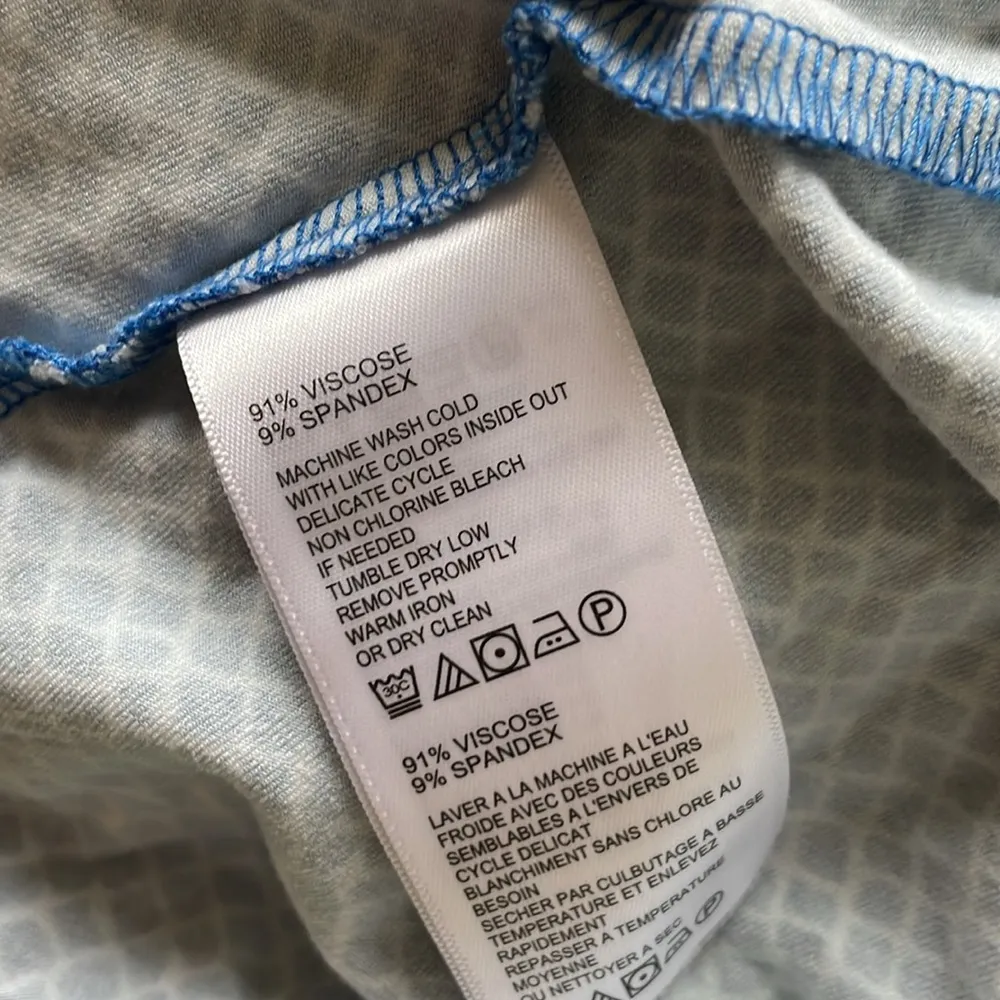 91% VISCOSE
9% SPANDEX
MACHINE WASH COLD
WITH LIKE COLORS INSIDE OUT
DELICATE CYCLE
NON CHLORINE BLEACH
IF NEEDED
TUMBLE DRY LOW
REMOVE PROMPTLY
WARM IRON
OR DRY CLEAN
30C P
91% VISCOSE
9% SPANDEX
LAVER A LA MACHINE A L'EAU
FROIDE AVEC DES COULEURS
SEMBLABLES A L'ENVERS DE
CYCLE DELICAT
BLANCHIMENT SANS CHLORE AU
BESOIN
SECHER PAR CULBUTAGE A BASSE
TEMPERATURE ET ENLEVEZ
RAPIDEMENT
REPASSER À TEMPERATURE
MOYENNE
OU NETTOYER A SEC
P